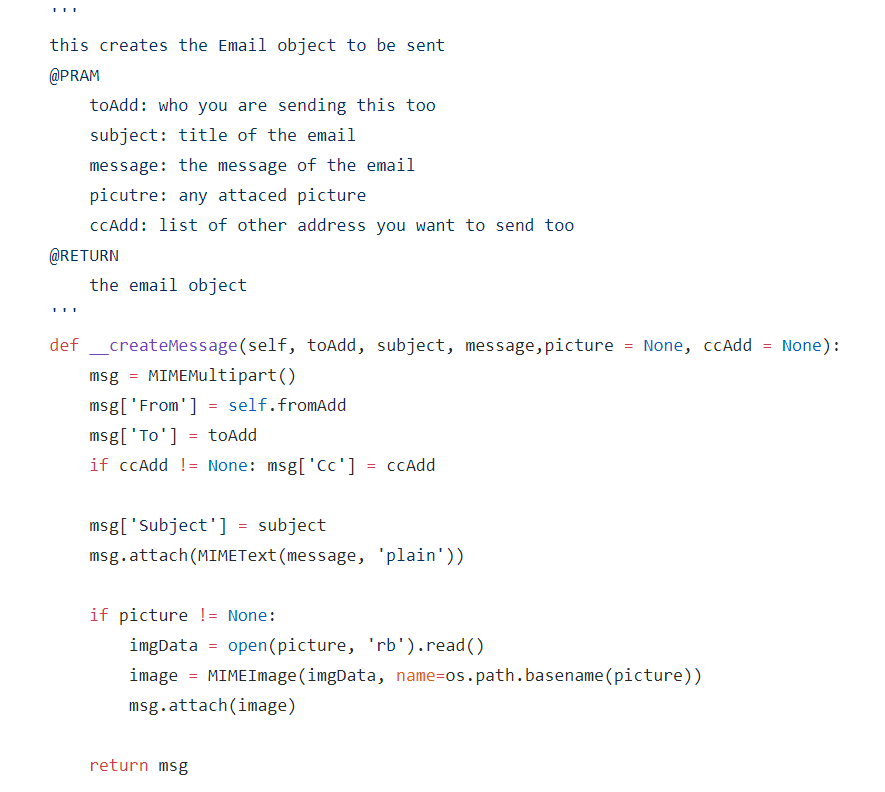 '''
this creates the Email object to be sent
@PRAM
    toAdd: who you are sending this too
    subject: title of the email
    message: the message of the email
    picutre: any attaced picture
    ccAdd: list of other address you want to send too
@RETURN
    the email object
'''
def __createMessage(self, toAdd, subject, message,picture = None, ccAdd = None):
    msg = MIMEMultipart()
    msg['From'] = self.fromAdd
    msg['To'] = toAdd
    if ccAdd != None: msg['Cc'] = ccAdd

    msg['Subject'] = subject
    msg.attach(MIMEText(message, 'plain'))

    if picture != None:
        imgData = open(picture, 'rb').read()
        image = MIMEImage(imgData, name=os.path.basename(picture))
        msg.attach(image)

    return msg